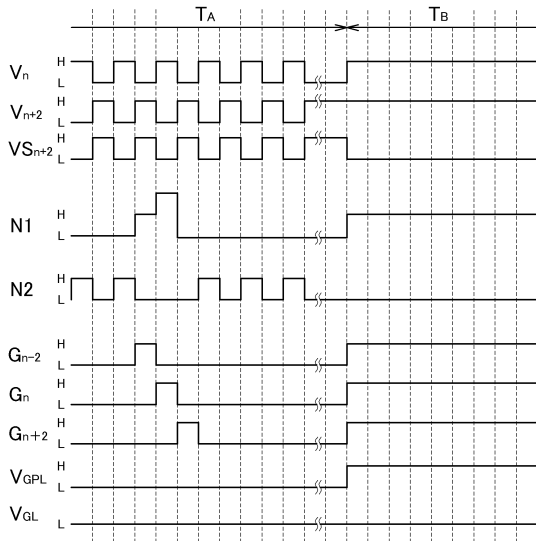 TA TB
Vn H L
Vn+2 H L
VSn+2 H L
N1 H L
N2 H L
Gn-2 H L
Gn H L
Gn+2 H L
VGPL H L
VGL L